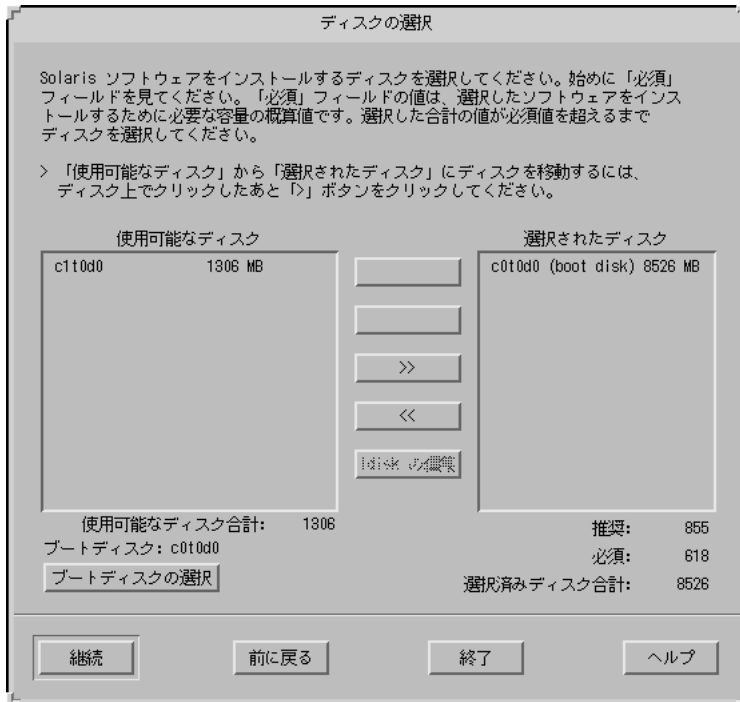 ディスクの選択
Solaris ソフトウェアをインストールするディスクを選択してください。始めに「必須」
フィールドを見てください。「必須」フィールドの値は、選択したソフトウェアをインス
トールするために必要な容量の概算値です。選択した合計の値が必須値を超えるまで
ディスクを選択してください。
> 「使用可能なディスク」から「選択されたディスク」にディスクを移動するには、
ディスク上でクリックしたあと「>」ボタンをクリックしてください。
使用可能なディスク
選択されたディスク
c1t0d0 1306 MB
c0t0d0 (boot disk) 8526 MB
>>
<<
使用可能なディスク合計: 1306
ブートディスク: c0t0d0
ブートディスクの選択
推奨: 855
必須: 618
選択済みディスク合計: 8526
継続
前に戻る
終了
ヘルプ